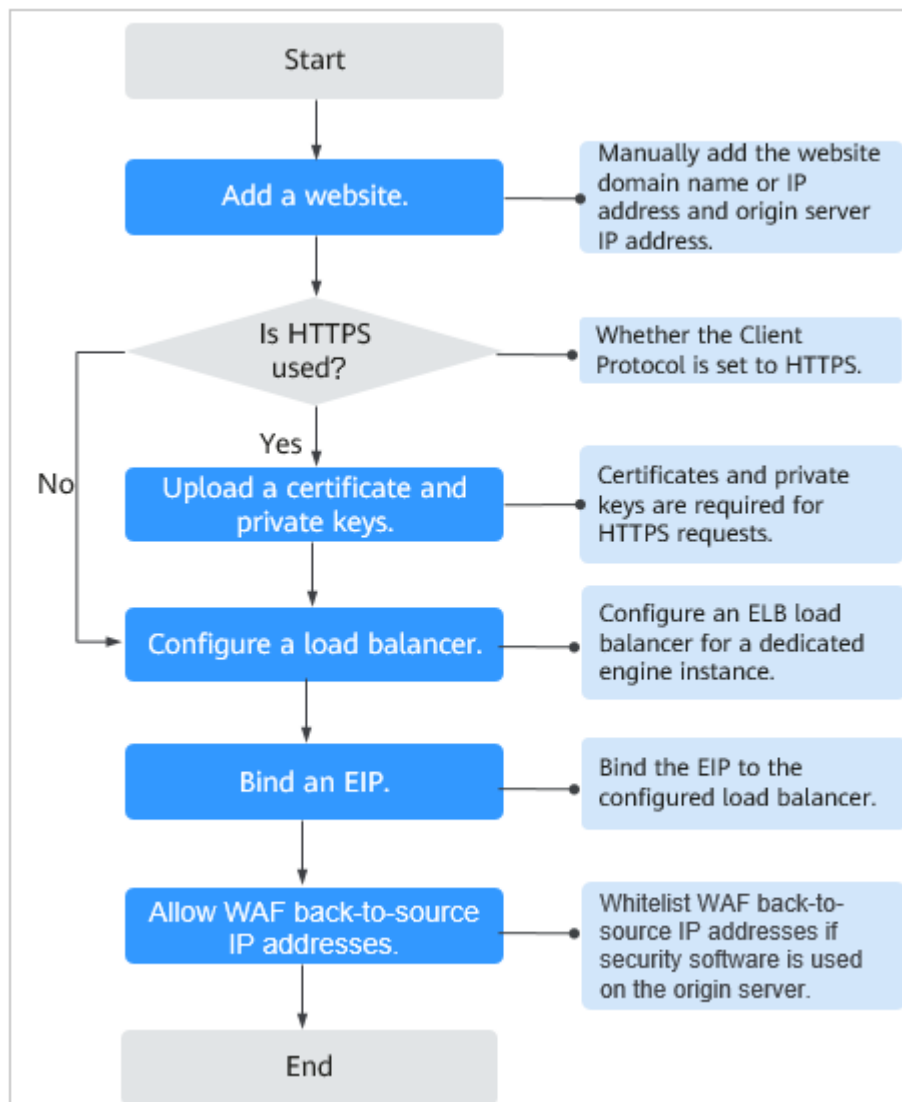 Start
Add a website.
Manually add the website
domain name or IP
address and origin server
IP address.
Is HTTPS
used?
Whether the Client
Protocol is set to HTTPS.
Yes
No
Upload a certificate and
private keys.
Certificates and private
keys are required for
HTTPS requests.
Configure a load balancer.
Configure an ELB load
balancer for a dedicated
engine instance.
Bind an EIP.
Bind the EIP to the
configured load balancer.
Allow WAF back-to-source
IP addresses.
Whitelist WAF back-to-
source IP addresses if
security software is used
on the origin server.
End